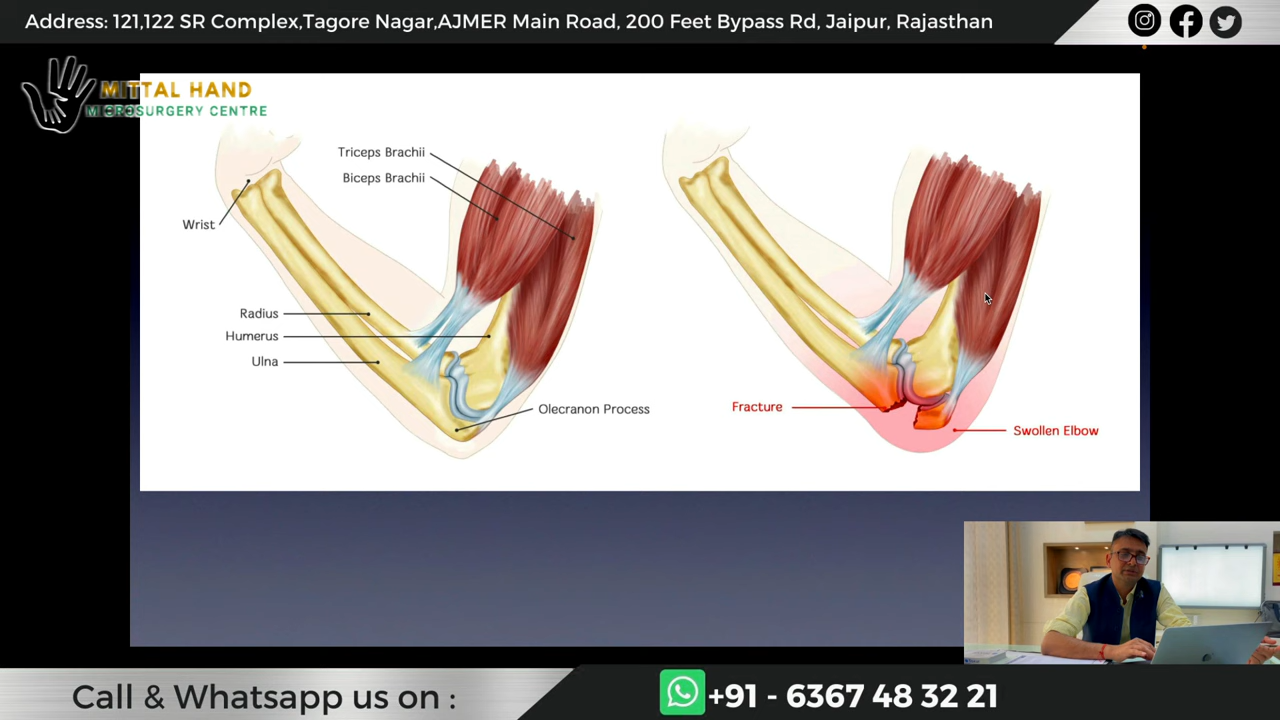 Address: 121,122 SR Complex,Tagore Nagar,AJMER Main Road, 200 Feet Bypass Rd, Jaipur, Rajasthan
MITTAL HAND
MICROSURGERY CENTRE
Triceps Brachii
Biceps Brachii
Wrist
Radius
Humerus
Ulna
Olecranon Process
Fracture
Swollen Elbow
Call & Whatsapp us on :
+91 - 6367 48 32 21